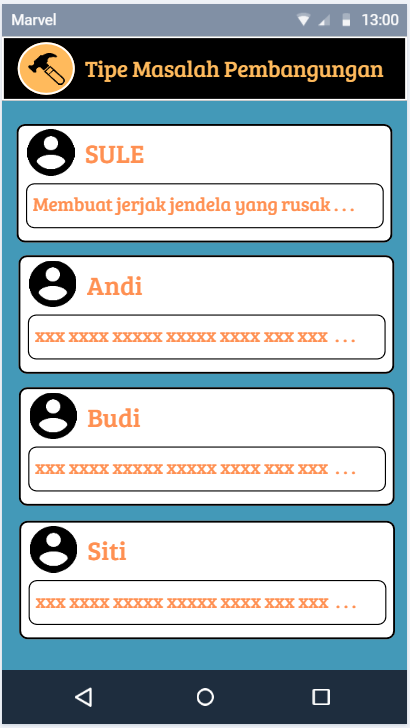 Marvel 13:00
Tipe Masalah Pembangungan
SULE
Membuat jerjak jendela yang rusak . . .
Andi
xxx xxxx xxxxx xxxxx xxxx xxx xxx . . .
Budi
xxx xxxx xxxxx xxxxx xxxx xxx xxx . . .
Siti
xxx xxxx xxxxx xxxxx xxxx xxx xxx . . .